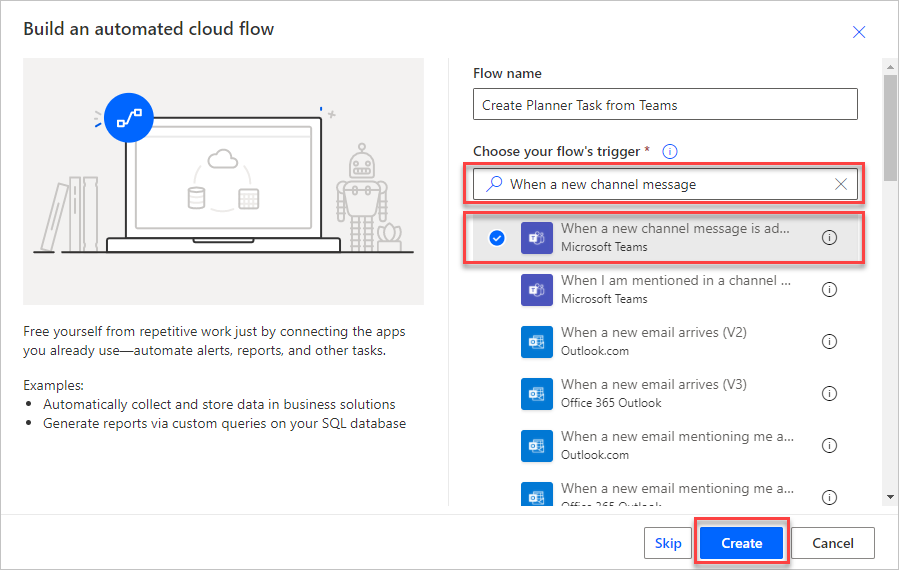 Build an automated cloud flow
Free yourself from repetitive work just by connecting the apps
you already use—automate alerts, reports, and other tasks.
Examples:
• Automatically collect and store data in business solutions
• Generate reports via custom queries on your SQL database
Flow name
Create Planner Task from Teams
Choose your flow's trigger *
When a new channel message
When a new channel message is ad...
Microsoft Teams
When I am mentioned in a channel ...
Microsoft Teams
When a new email arrives (V2)
Outlook.com
When a new email arrives (V3)
Office 365 Outlook
When a new email mentioning me a...
Outlook.com
When a new email mentioning me a...
Office 365 Outlook
Skip
Create
Cancel